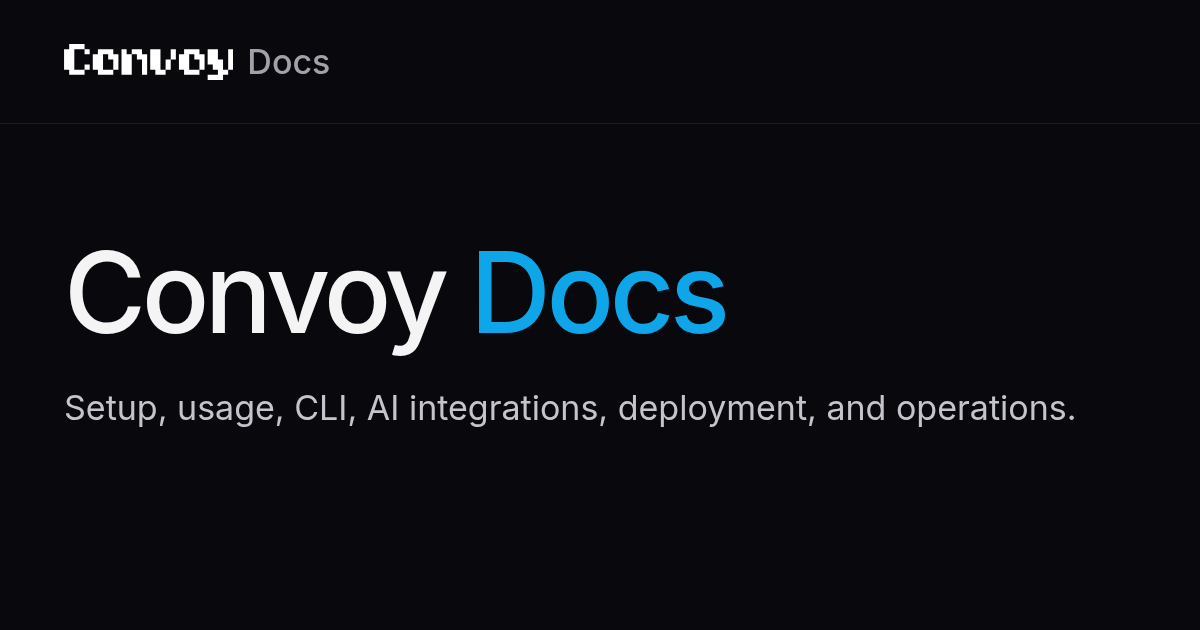 Convoy Docs
Convoy Docs
Setup, usage, CLI, AI integrations, deployment, and operations.